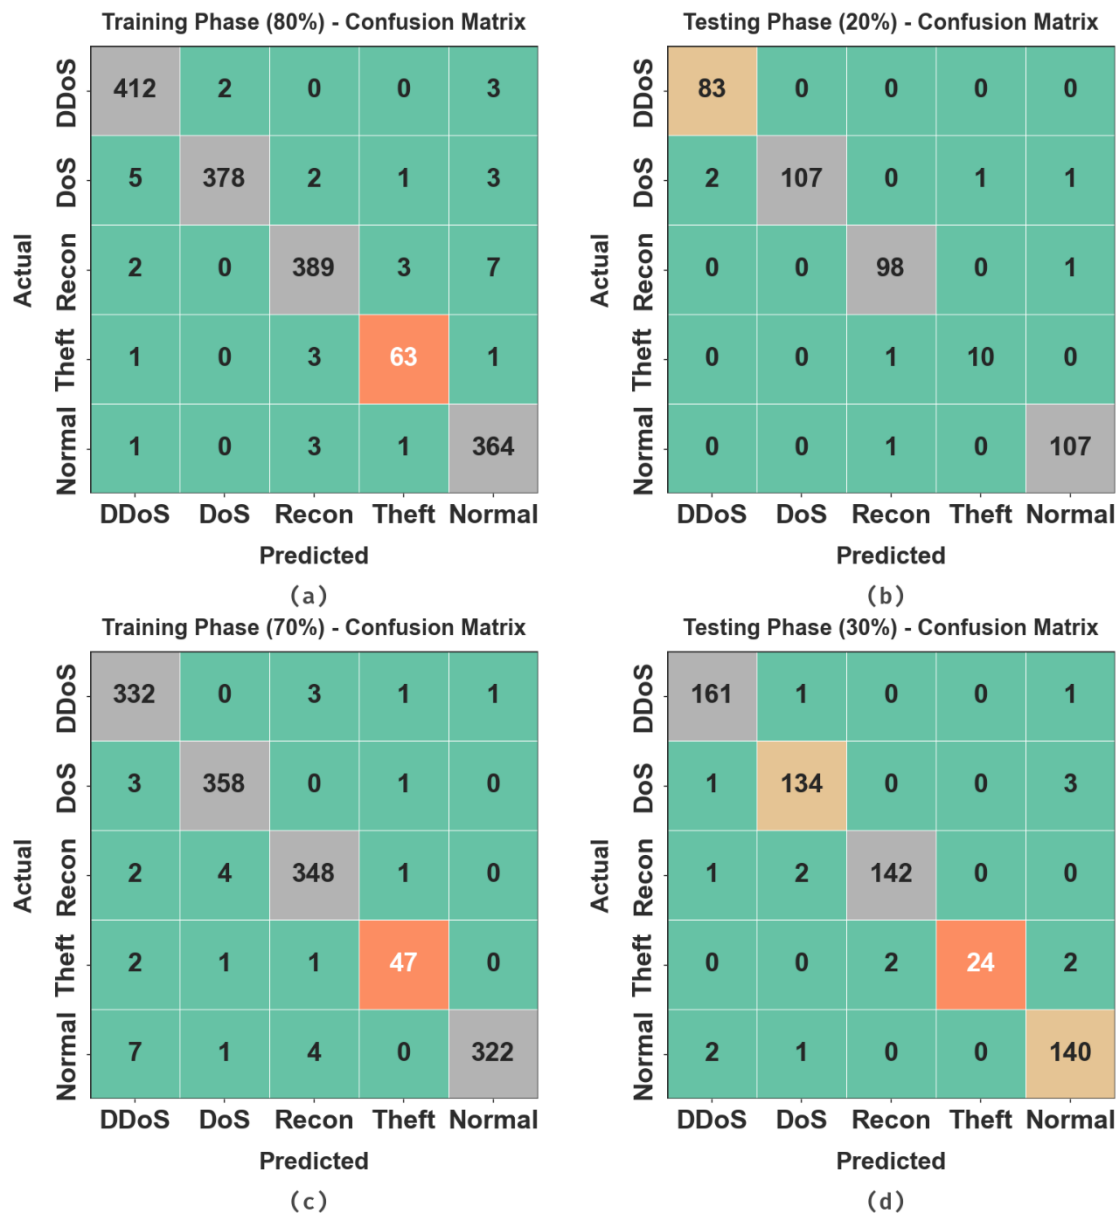 Training Phase (80%) - Confusion Matrix
DDoS 412 2 0 0 3
DoS 5 378 2 1 3
Recon 2 0 389 3 7
Theft 1 0 3 63 1
Normal 1 0 3 1 364
Actual
DDoS DoS Recon Theft Normal
Predicted
(a)
Testing Phase (20%) - Confusion Matrix
DDoS 83 0 0 0 0
DoS 2 107 0 1 1
Recon 0 0 98 0 1
Theft 0 0 1 10 0
Normal 0 0 1 0 107
Actual
DDoS DoS Recon Theft Normal
Predicted
(b)
Training Phase (70%) - Confusion Matrix
DDoS 332 0 3 1 1
DoS 3 358 0 1 0
Recon 2 4 348 1 0
Theft 2 1 1 47 0
Normal 7 1 4 0 322
Actual
DDoS DoS Recon Theft Normal
Predicted
(c)
Testing Phase (30%) - Confusion Matrix
DDoS 161 1 0 0 1
DoS 1 134 0 0 3
Recon 1 2 142 0 0
Theft 0 0 2 24 2
Normal 2 1 0 0 140
Actual
DDoS DoS Recon Theft Normal
Predicted
(d)